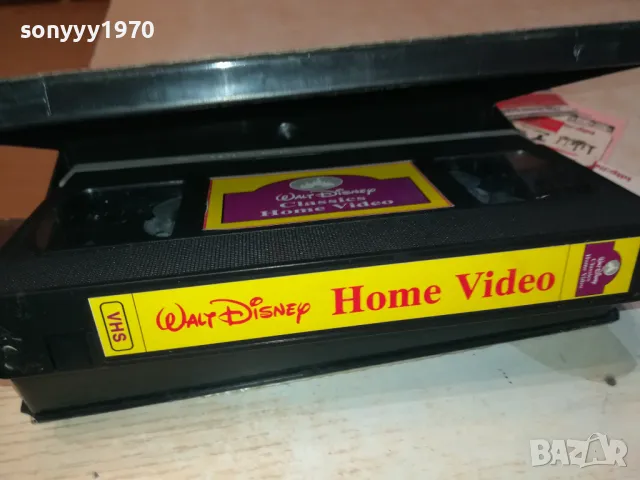 sonyyy1970
WALT DISNEY
Classics
Home Video
VHS
WALT DISNEY Home Video
WALT DISNEY
Classics
Home Video
BAZAR